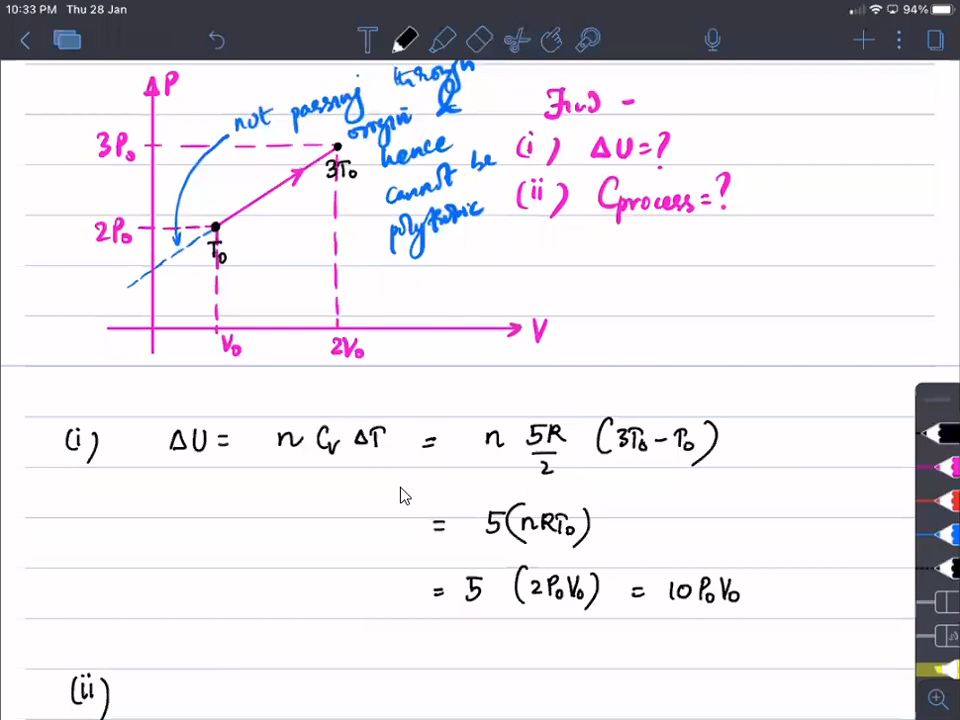 10:33 PM Thu 28 Jan 94%
T
ΔP
through
not passing
origin &
hence
cannot be
polytropic
Find -
(i) ΔU=?
(ii) Cprocess=?
3P₀
3T₀
2P₀
T₀
V₀ 2V₀ V
(i) ΔU = n Cv ΔT = n 5R/2 (3T₀ - T₀)
= 5(nRT₀)
= 5 (2P₀V₀) = 10P₀V₀
(ii)